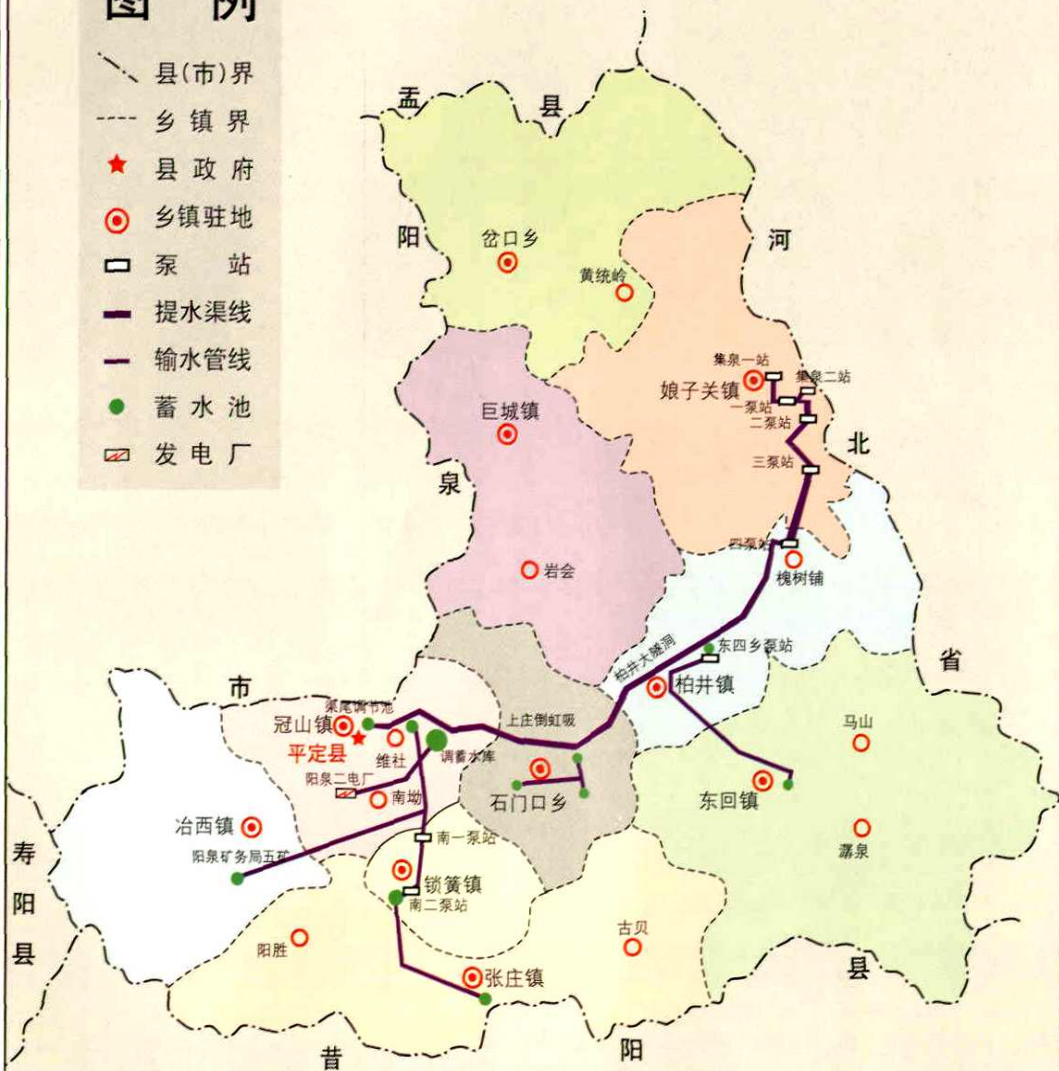 图 例
县(市)界
乡镇界
县政府
乡镇驻地
泵 站
提水渠线
输水管线
蓄水池
发电厂
盂
县
阳
岔口乡
黄统岭
河
集泉一站
集泉二站
娘子关镇
一泵站
二泵站
巨城镇
三泵站
北
泉
四泵站
槐树铺
岩会
东四乡泵站
柏井大隧洞
柏井镇
省
市
渠尾调节池
冠山镇
平定县
维社
上庄倒虹吸
调蓄水库
马山
阳泉二电厂
南坳
石门口乡
东回镇
冶西镇
南一泵站
阳泉矿务局五矿
㶟泉
寿
阳
县
锁簧镇
南二泵站
古贝
阳胜
张庄镇
县
昔
阳